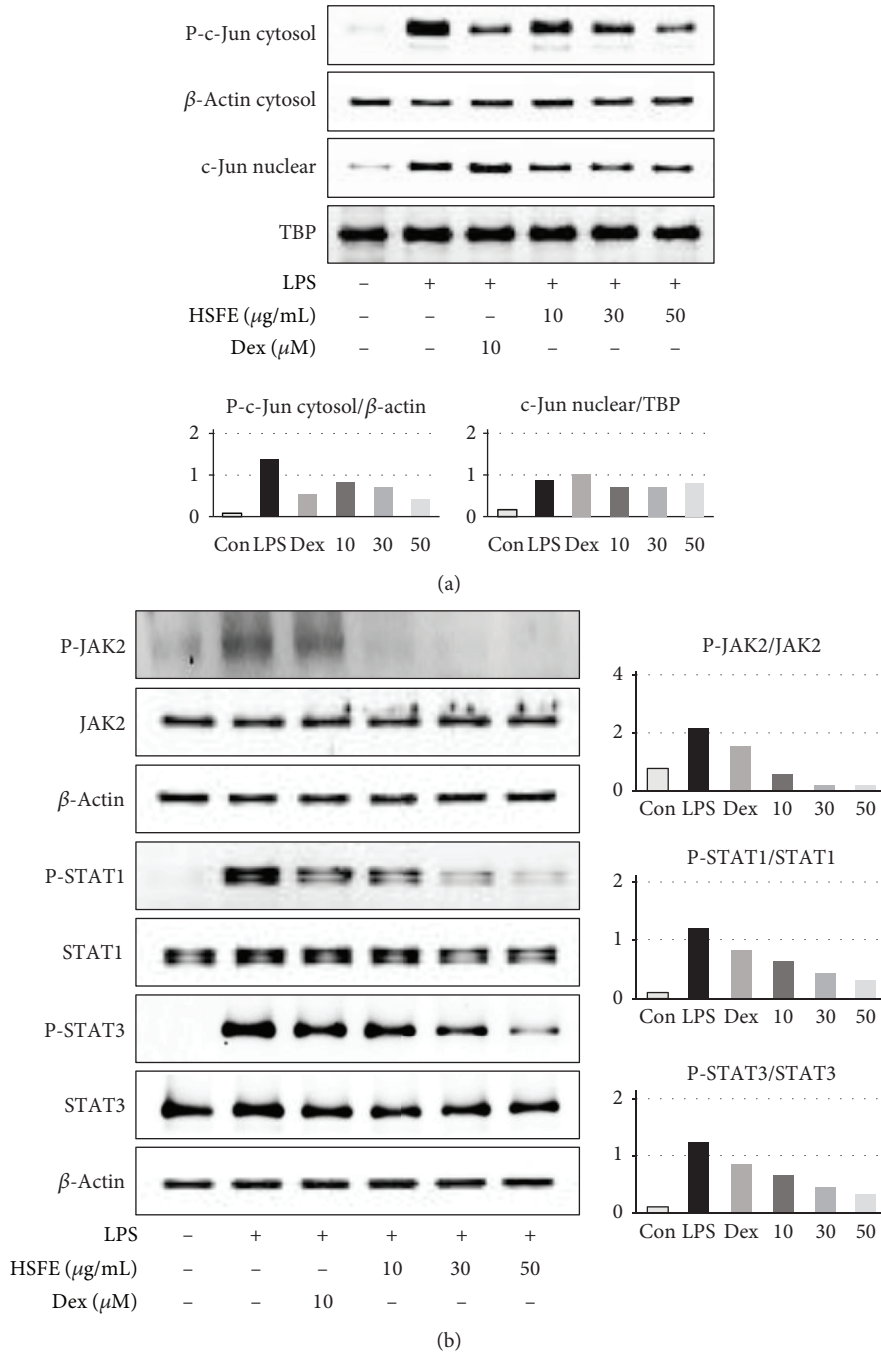 P-c-Jun cytosol
β-Actin cytosol
c-Jun nuclear
TBP
LPS – + + + + +
HSFE (μg/mL) – – – 10 30 50
Dex (μM) – – 10 – – –
P-c-Jun cytosol/β-actin
2
1
0
Con LPS Dex 10 30 50
c-Jun nuclear/TBP
2
1
0
Con LPS Dex 10 30 50
(a)
P-JAK2
JAK2
β-Actin
P-STAT1
STAT1
P-STAT3
STAT3
β-Actin
LPS – + + + + +
HSFE (μg/mL) – – – 10 30 50
Dex (μM) – – 10 – – –
P-JAK2/JAK2
4
2
0
Con LPS Dex 10 30 50
P-STAT1/STAT1
2
1
0
Con LPS Dex 10 30 50
P-STAT3/STAT3
2
1
0
Con LPS Dex 10 30 50
(b)